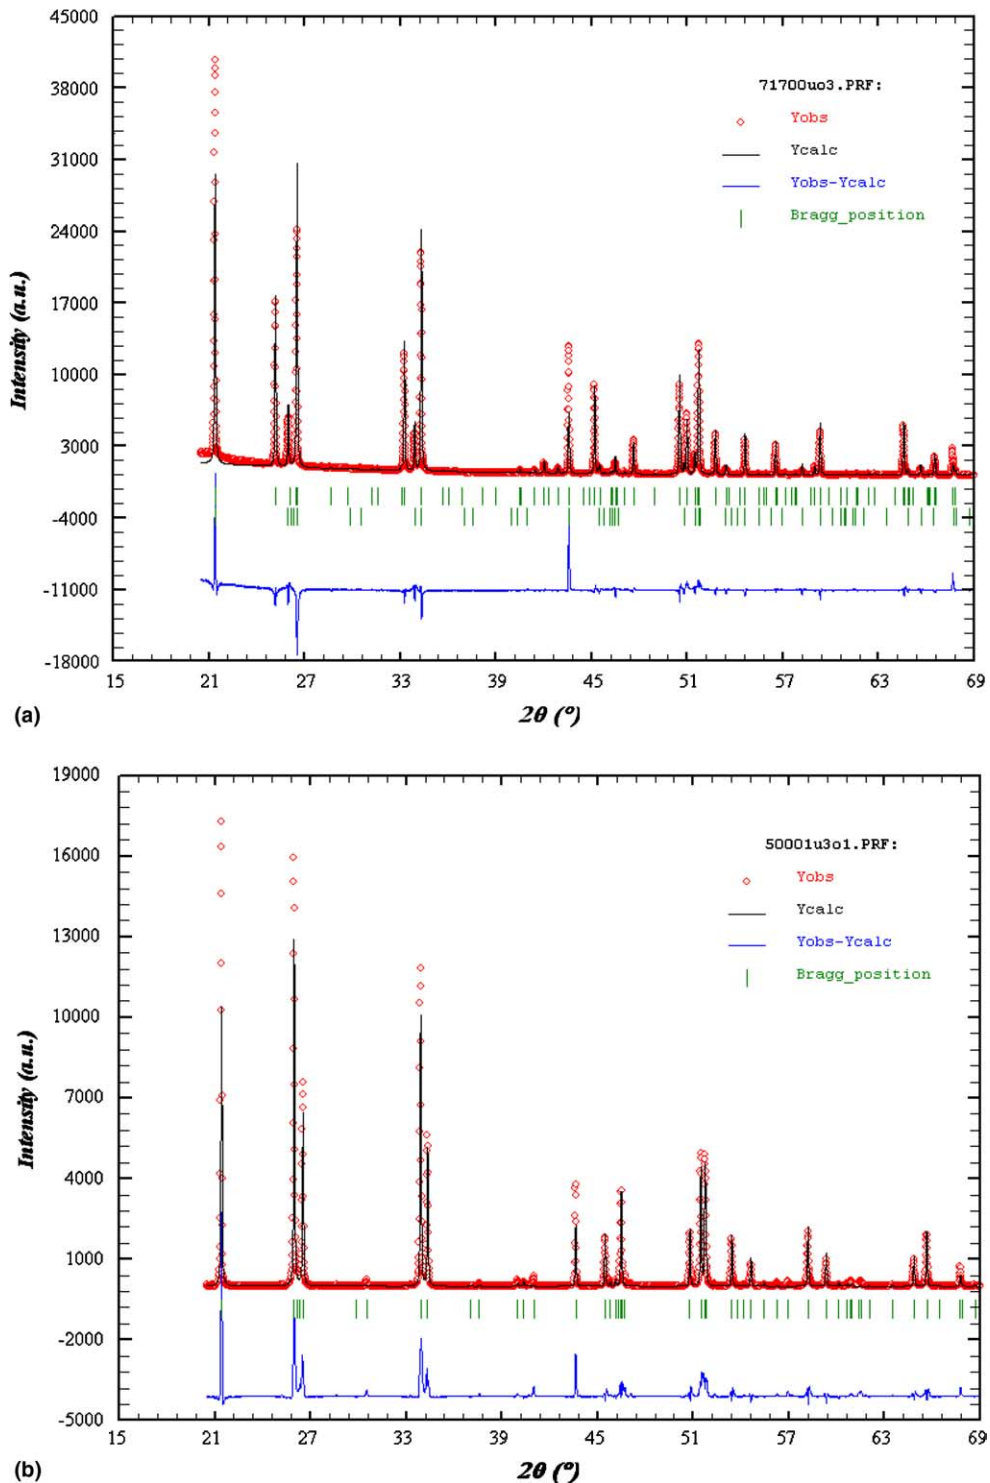 45000
38000
31000
24000
17000
10000
3000
-4000
-11000
-18000
Intensity (a.u.)
71700uo3.PRF:
Yobs
Ycalc
Yobs-Ycalc
Bragg_position
15 21 27 33 39 45 51 57 63 69
2θ (°)
(a)
19000
16000
13000
10000
7000
4000
1000
-2000
-5000
Intensity (a.u.)
50001u3o1.PRF:
Yobs
Ycalc
Yobs-Ycalc
Bragg_position
15 21 27 33 39 45 51 57 63 69
2θ (°)
(b)